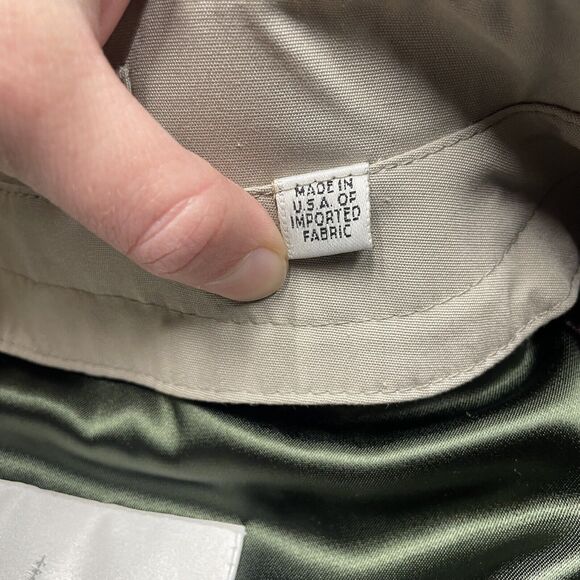 MADE IN
U.S.A. OF
IMPORTED
FABRIC